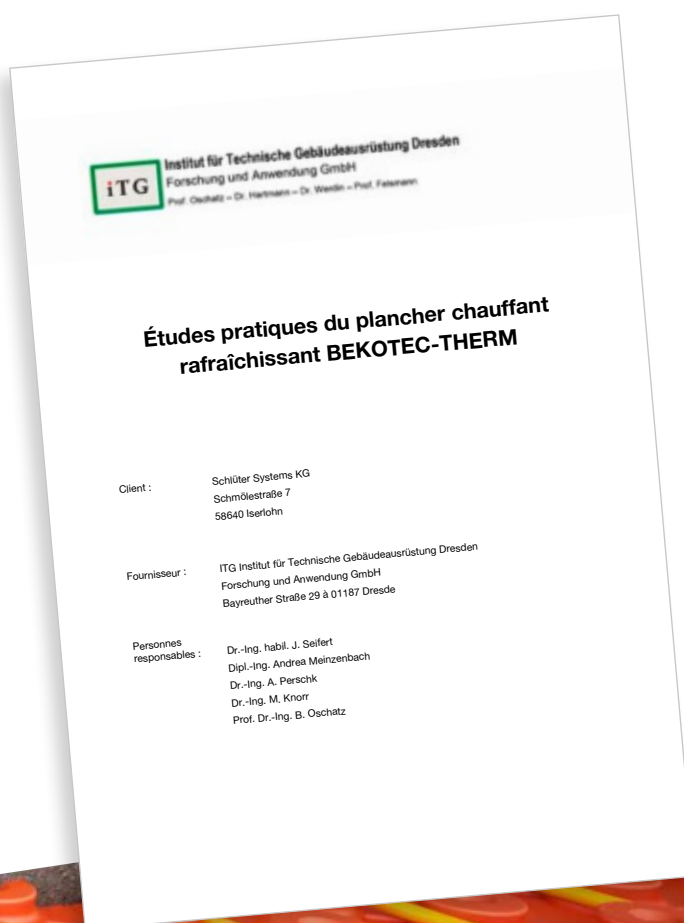 iTG
Institut für Technische Gebäudeausrüstung Dresden
Forschung und Anwendung GmbH
Prof. Oschatz – Dr. Hartmann – Dr. Werdin – Prof. Felsmann
Études pratiques du plancher chauffant
rafraîchissant BEKOTEC-THERM
Client :
Schlüter Systems KG
Schmölestraße 7
58640 Iserlohn
Fournisseur :
ITG Institut für Technische Gebäudeausrüstung Dresden
Forschung und Anwendung GmbH
Bayreuther Straße 29 à 01187 Dresde
Personnes
responsables :
Dr.-Ing. habil. J. Seifert
Dipl.-Ing. Andrea Meinzenbach
Dr.-Ing. A. Perschk
Dr.-Ing. M. Knorr
Prof. Dr.-Ing. B. Oschatz